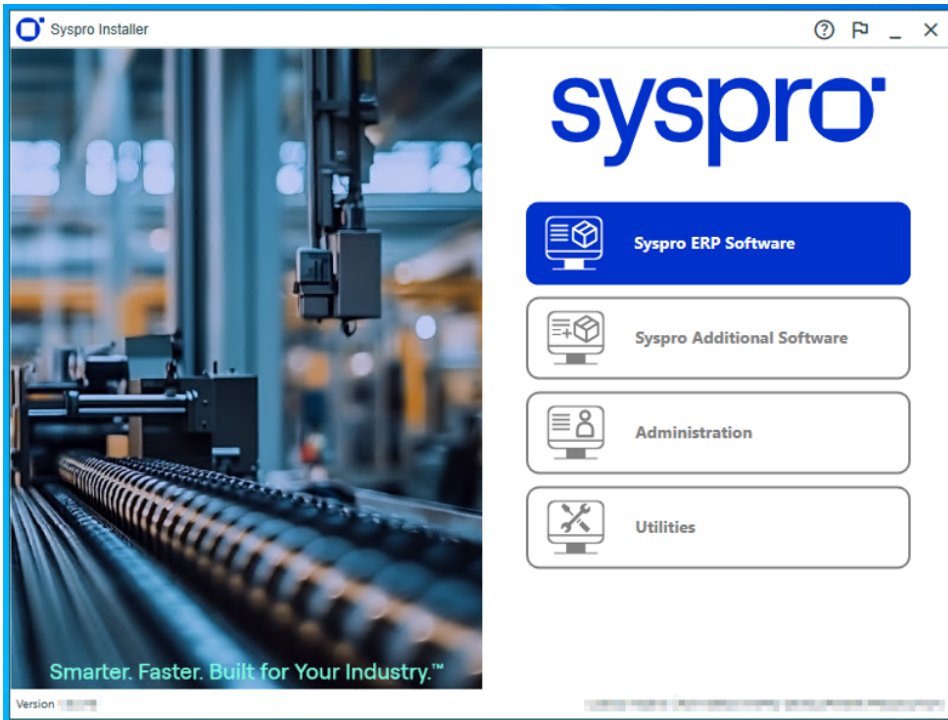 Syspro Installer
syspro
Syspro ERP Software
Syspro Additional Software
Administration
Utilities
Smarter. Faster. Built for Your Industry.™
Version